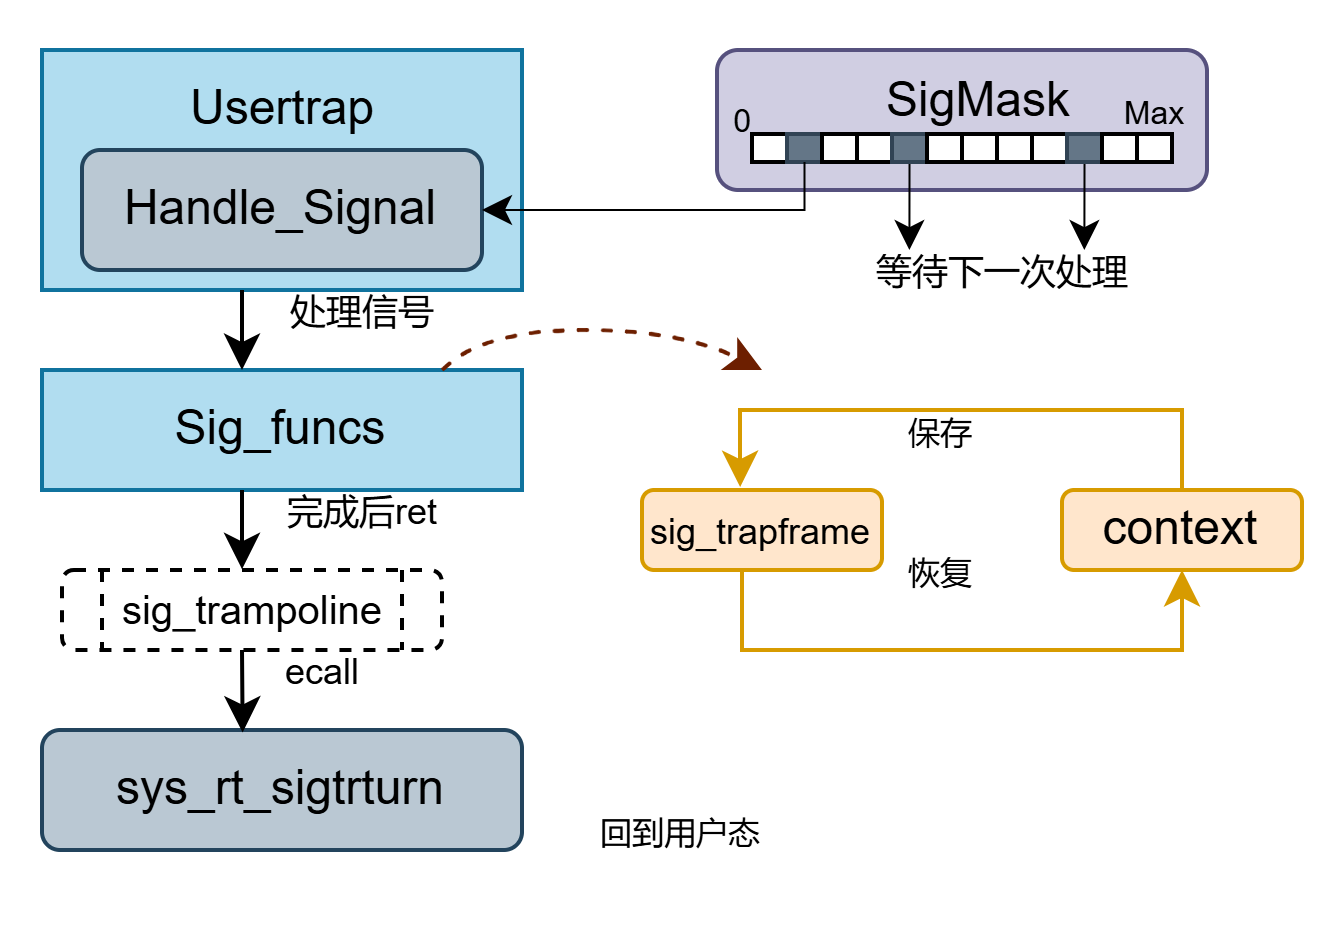 Usertrap
Handle_Signal
SigMask
0
Max
等待下一次处理
处理信号
Sig_funcs
完成后ret
保存
sig_trapframe
context
恢复
sig_trampoline
ecall
sys_rt_sigtrturn
回到用户态